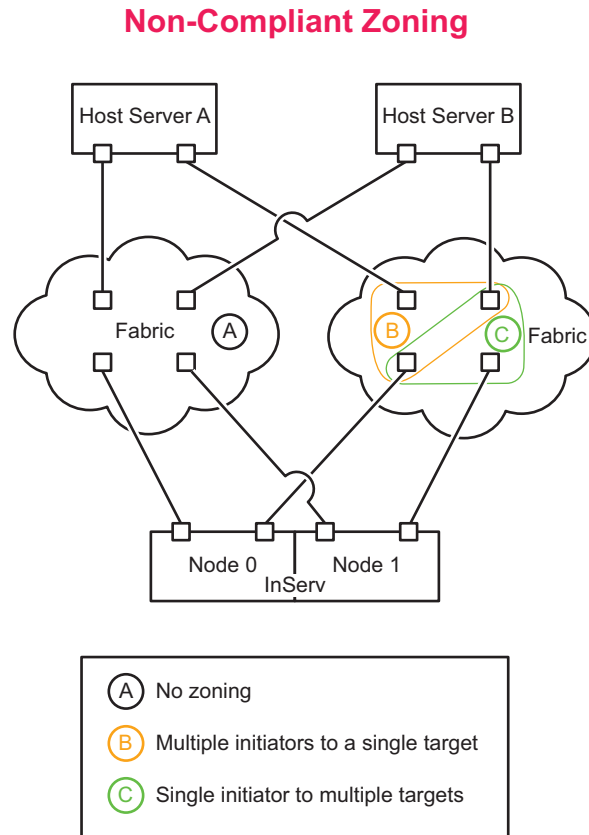 Non-Compliant Zoning
Host Server A
Host Server B
Fabric
A
B
C
Fabric
Node 0
Node 1
InServ
A No zoning
B Multiple initiators to a single target
C Single initiator to multiple targets